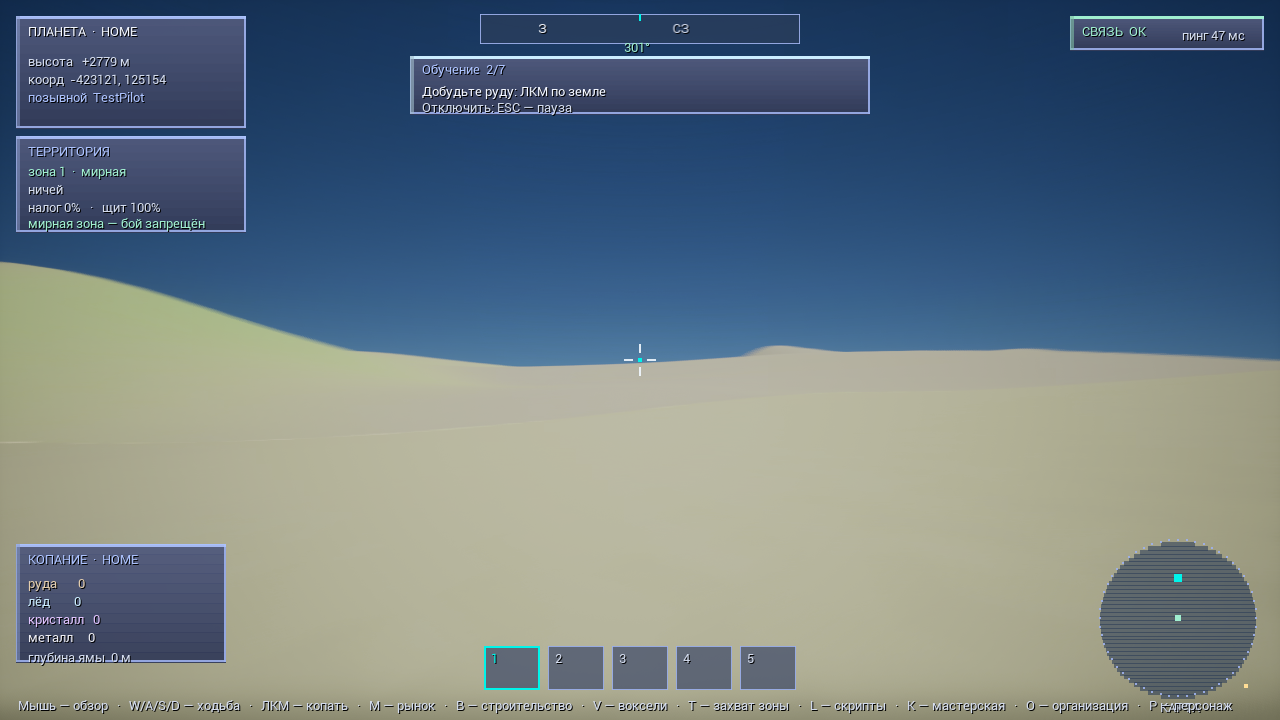 ПЛАНЕТА · HOME
высота +2779 м
коорд -423121, 125154
позывной TestPilot
ТЕРРИТОРИЯ
зона 1 · мирная
ничей
налог 0% · щит 100%
мирная зона — бой запрещён
З СЗ
301°
Обучение 2/7
Добудьте руду: ЛКМ по земле
Отключить: ESC — пауза
СВЯЗЬ OK пинг 47 мс
КОПАНИЕ · HOME
руда 0
лёд 0
кристалл 0
металл 0
глубина ямы 0 м
1 2 3 4 5
Мышь — обзор · W/A/S/D — ходьба · ЛКМ — копать · M — рынок · B — строительство · V — воксели · T — захват зоны · L — скрипты · K — мастерская · O — организация · P — персонаж